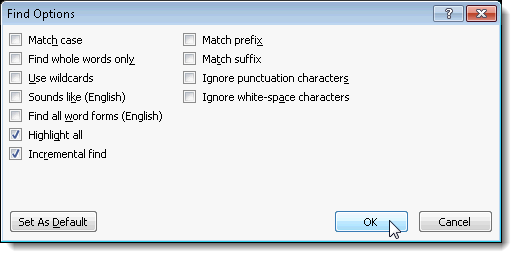 Find Options
Match case
Find whole words only
Use wildcards
Sounds like (English)
Find all word forms (English)
Highlight all
Incremental find
Match prefix
Match suffix
Ignore punctuation characters
Ignore white-space characters
Set As Default
OK
Cancel